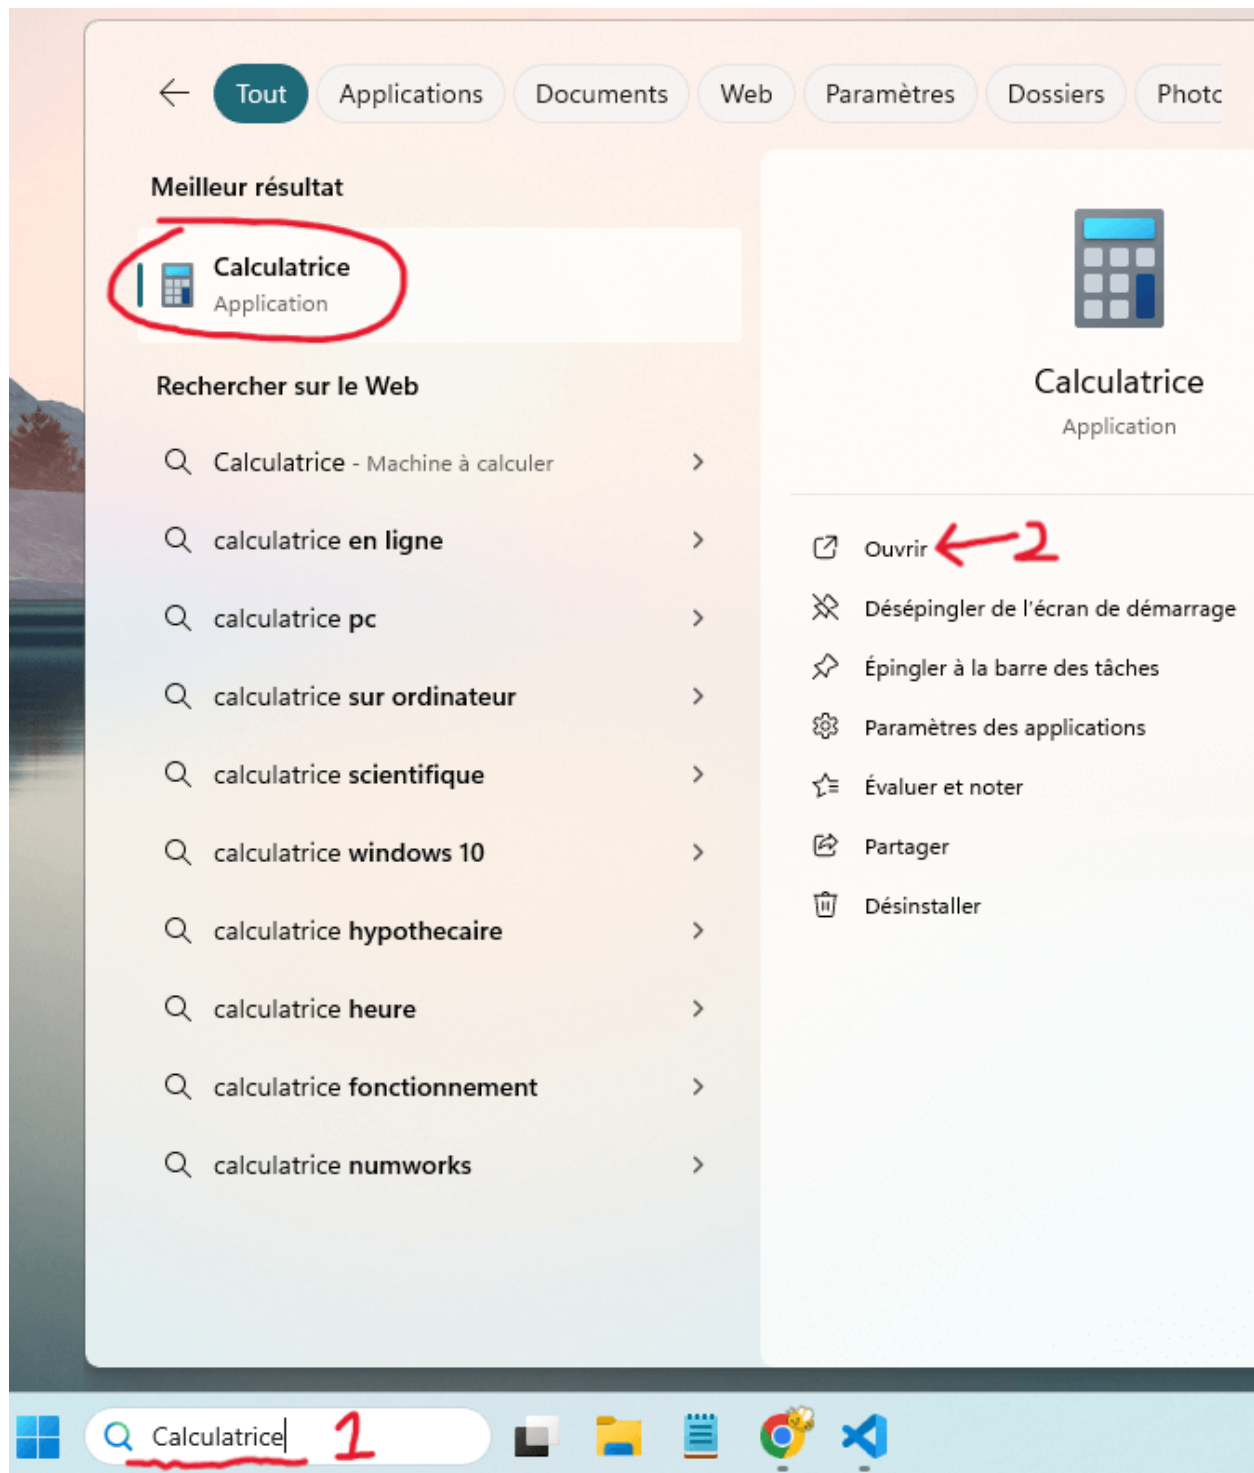 Tout Applications Documents Web Paramètres Dossiers Photo
Meilleur résultat
Calculatrice
Application
Rechercher sur le Web
Calculatrice - Machine à calculer
calculatrice en ligne
calculatrice pc
calculatrice sur ordinateur
calculatrice scientifique
calculatrice windows 10
calculatrice hypothecaire
calculatrice heure
calculatrice fonctionnement
calculatrice numworks
Calculatrice
Application
Ouvrir 2
Désépingler de l'écran de démarrage
Épingler à la barre des tâches
Paramètres des applications
Évaluer et noter
Partager
Désinstaller
Calculatrice 1